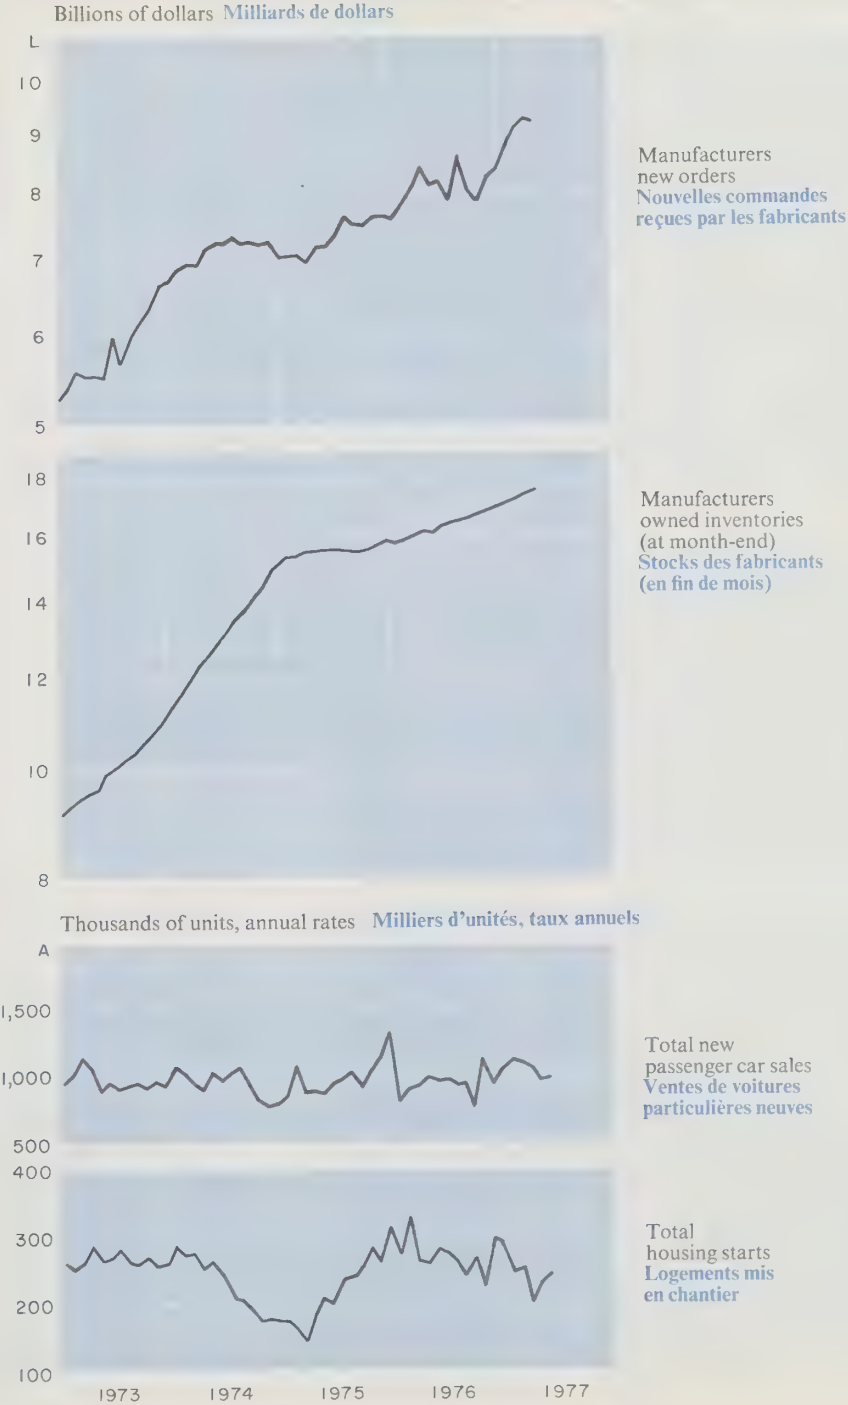 Billions of dollars Milliards de dollars
L
10
9
8
7
6
5
Manufacturers
new orders
Nouvelles commandes
reçues par les fabricants
18
16
14
12
10
8
Manufacturers
owned inventories
(at month-end)
Stocks des fabricants
(en fin de mois)
Thousands of units, annual rates Milliers d'unités, taux annuels
A
1,500
1,000
500
Total new
passenger car sales
Ventes de voitures
particulières neuves
400
300
200
100
Total
housing starts
Logements mis
en chantier
1973 1974 1975 1976 1977